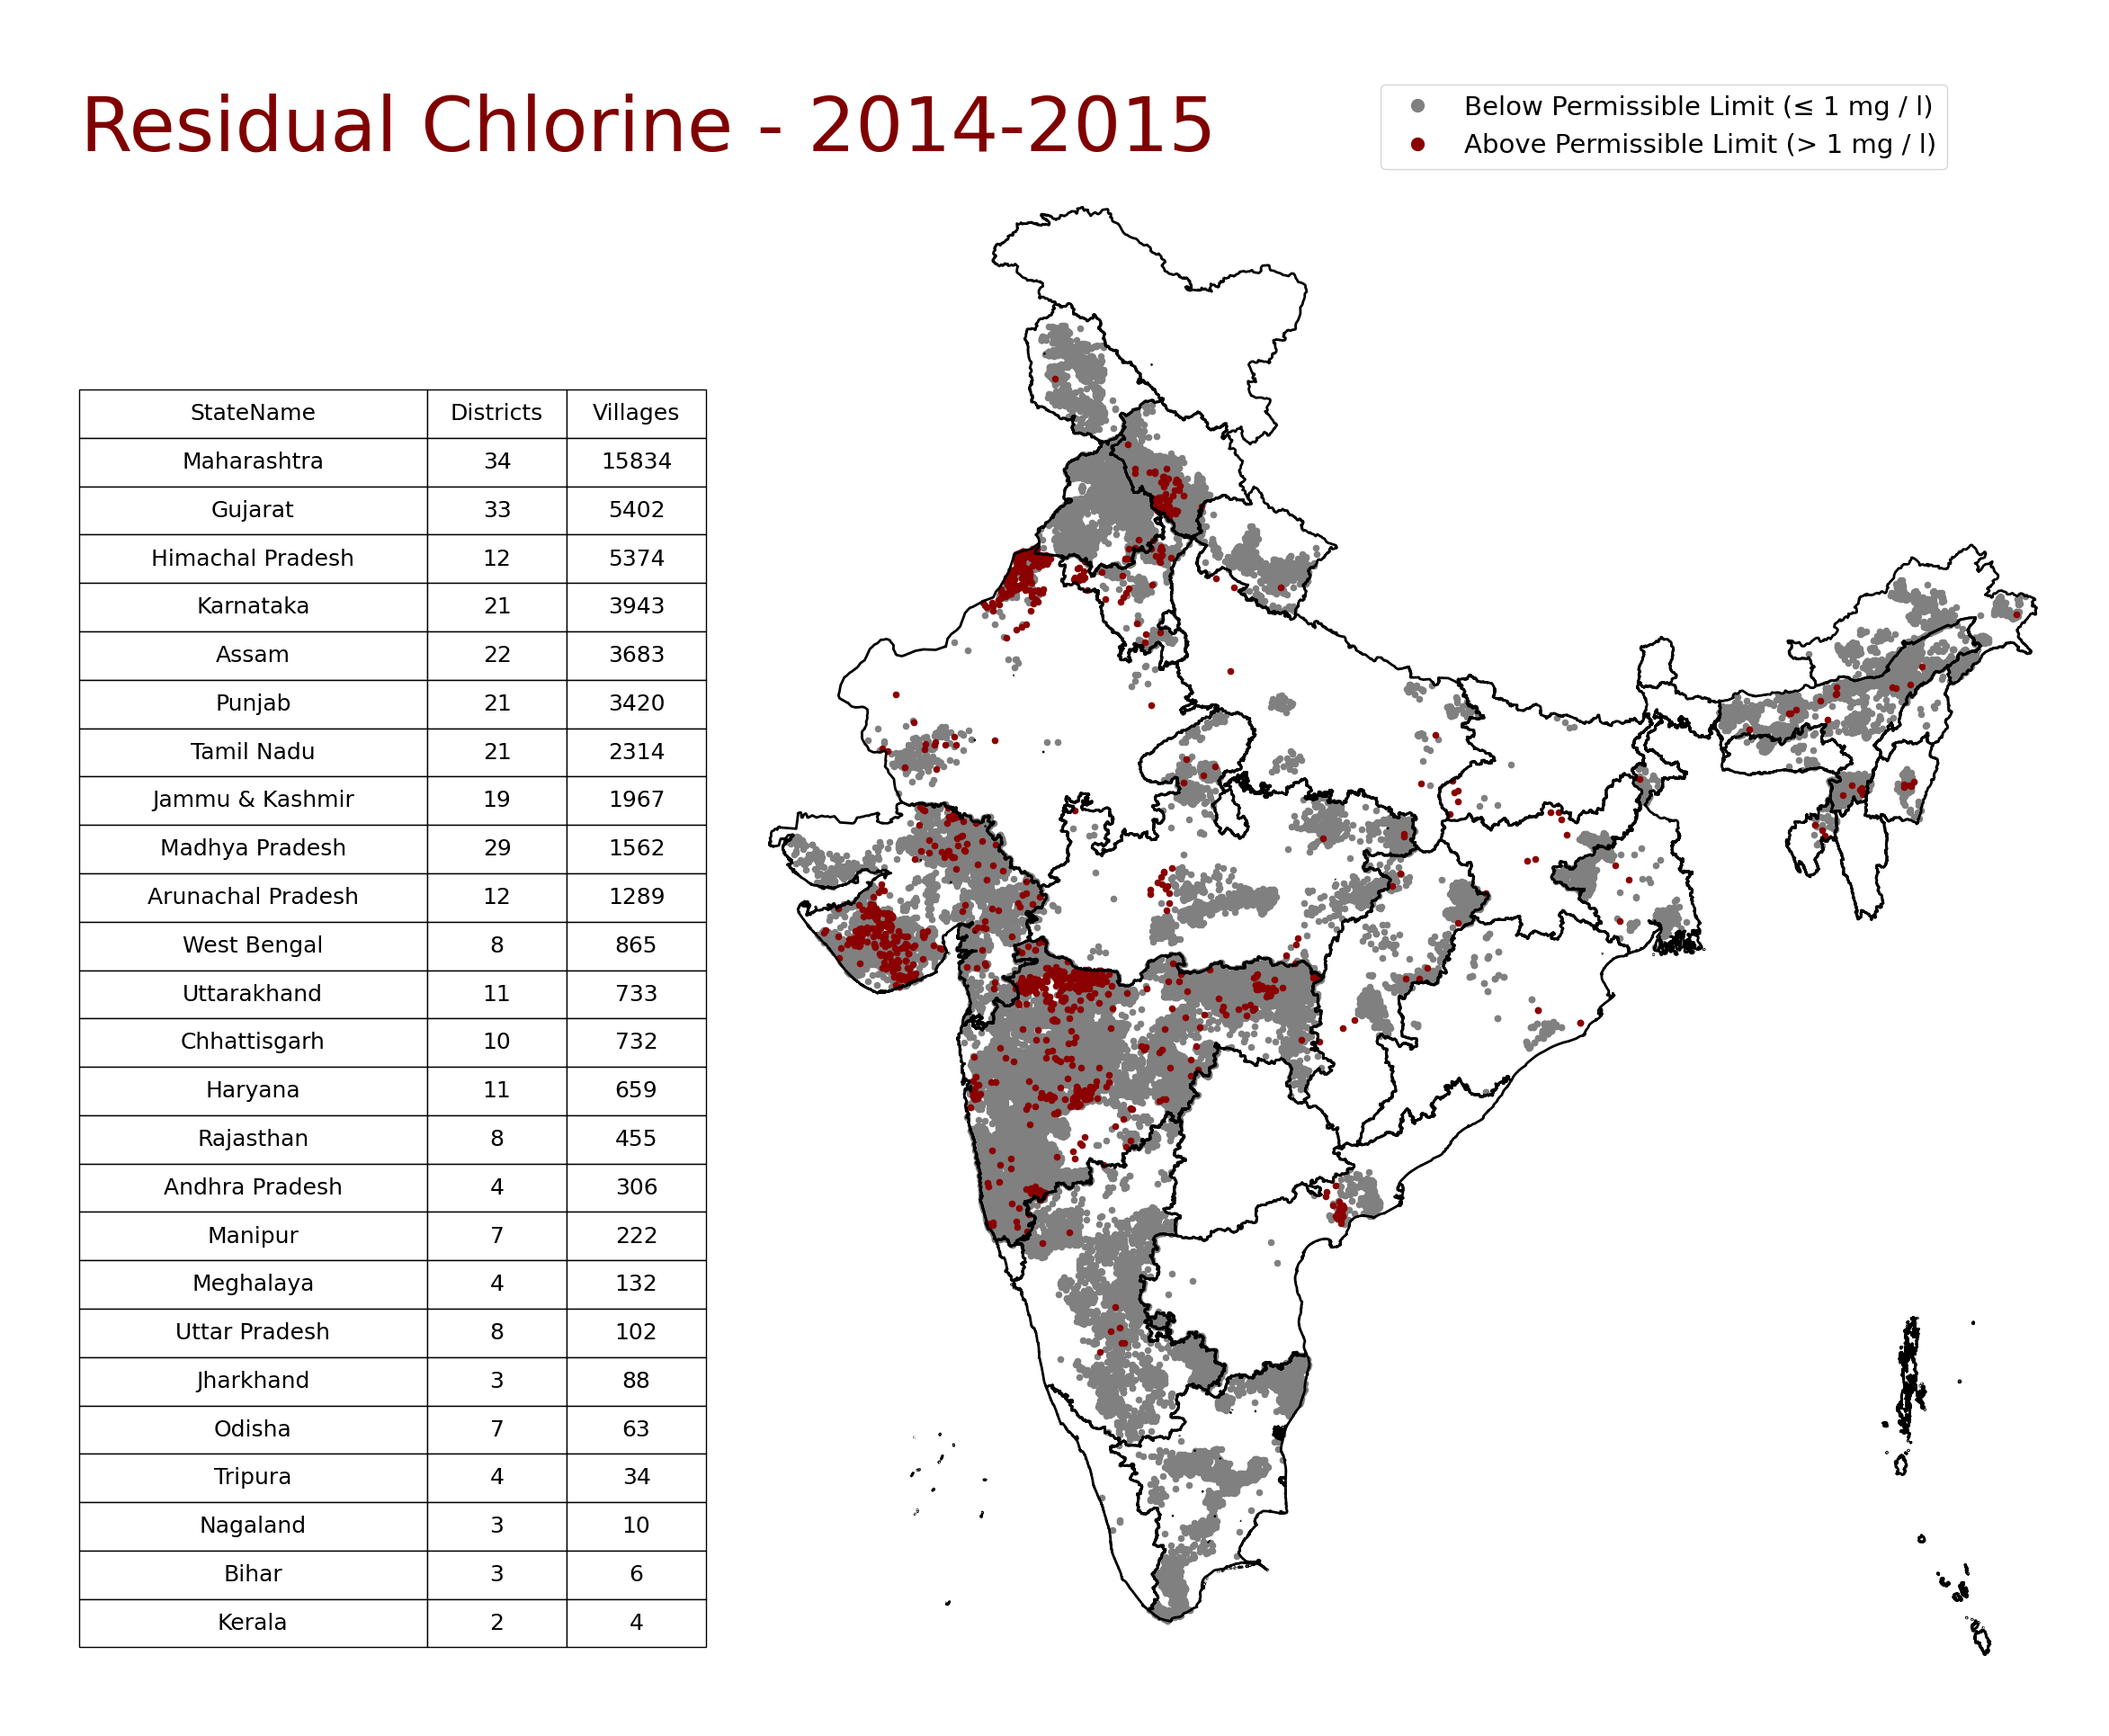 Residual Chlorine - 2014-2015
Below Permissible Limit (≤ 1 mg / l)
Above Permissible Limit (> 1 mg / l)
StateName Districts Villages
Maharashtra 34 15834
Gujarat 33 5402
Himachal Pradesh 12 5374
Karnataka 21 3943
Assam 22 3683
Punjab 21 3420
Tamil Nadu 21 2314
Jammu & Kashmir 19 1967
Madhya Pradesh 29 1562
Arunachal Pradesh 12 1289
West Bengal 8 865
Uttarakhand 11 733
Chhattisgarh 10 732
Haryana 11 659
Rajasthan 8 455
Andhra Pradesh 4 306
Manipur 7 222
Meghalaya 4 132
Uttar Pradesh 8 102
Jharkhand 3 88
Odisha 7 63
Tripura 4 34
Nagaland 3 10
Bihar 3 6
Kerala 2 4